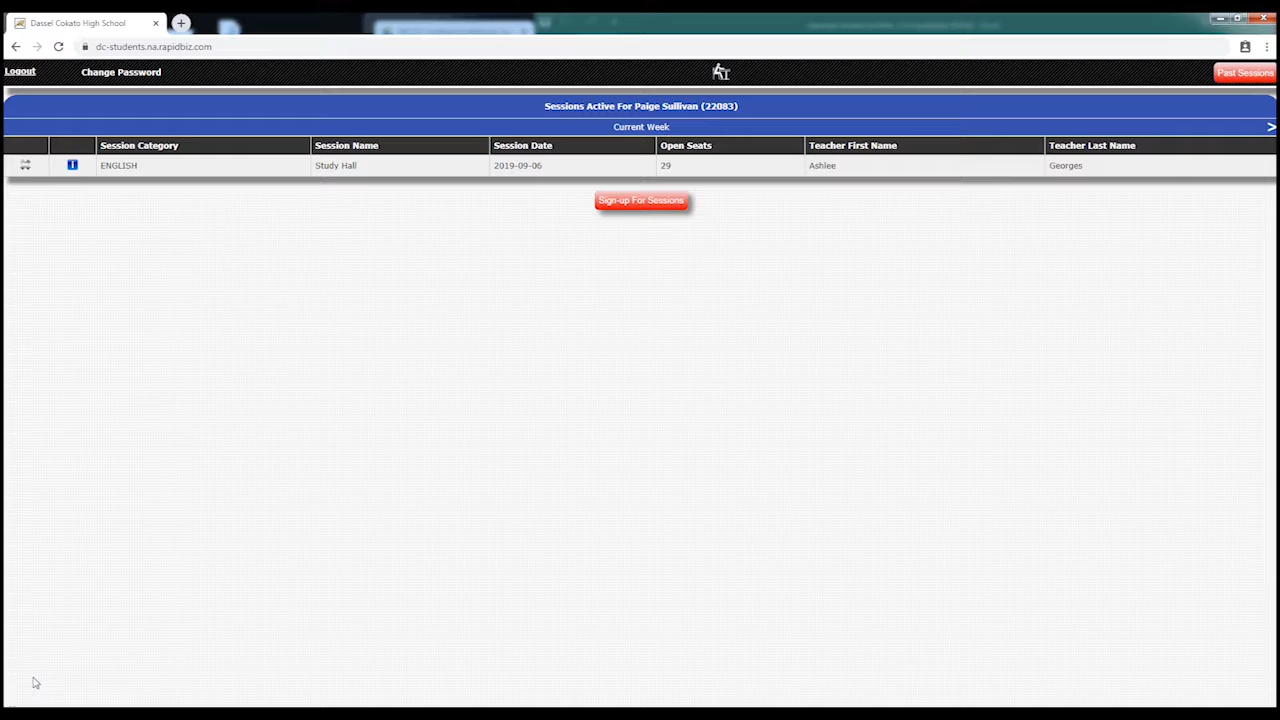 Dassel Cokato High School
dc-students.na.rapidbiz.com
Logout Change Password Past Sessions
Sessions Active For Paige Sullivan (22083)
Current Week >
Session Category Session Name Session Date Open Seats Teacher First Name Teacher Last Name
ENGLISH Study Hall 2019-09-06 29 Ashlee Georges
Sign-up For Sessions